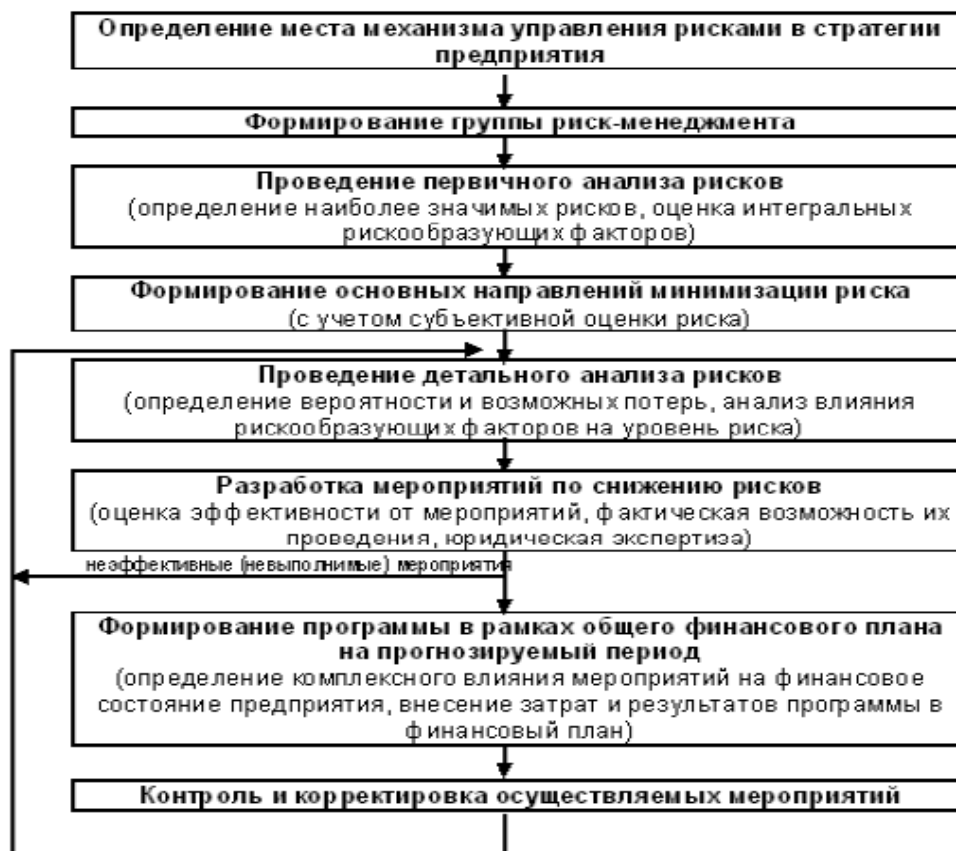 Определение места механизма управления рисками в стратегии
предприятия
Формирование группы риск-менеджмента
Проведение первичного анализа рисков
(определение наиболее значимых рисков, оценка интегральных
рискообразующих факторов)
Формирование основных направлений минимизации риска
(с учетом субъективной оценки риска)
Проведение детального анализа рисков
(определение вероятности и возможных потерь, анализ влияния
рискообразующих факторов на уровень риска)
Разработка мероприятий по снижению рисков
(оценка эффективности от мероприятий, фактическая возможность их
проведения, юридическая экспертиза)
неэффективные (невыполнимые) мероприятия
Формирование программы в рамках общего финансового плана
на прогнозируемый период
(определение комплексного влияния мероприятий на финансовое
состояние предприятия, внесение затрат и результатов программы в
финансовый план)
Контроль и корректировка осуществляемых мероприятий